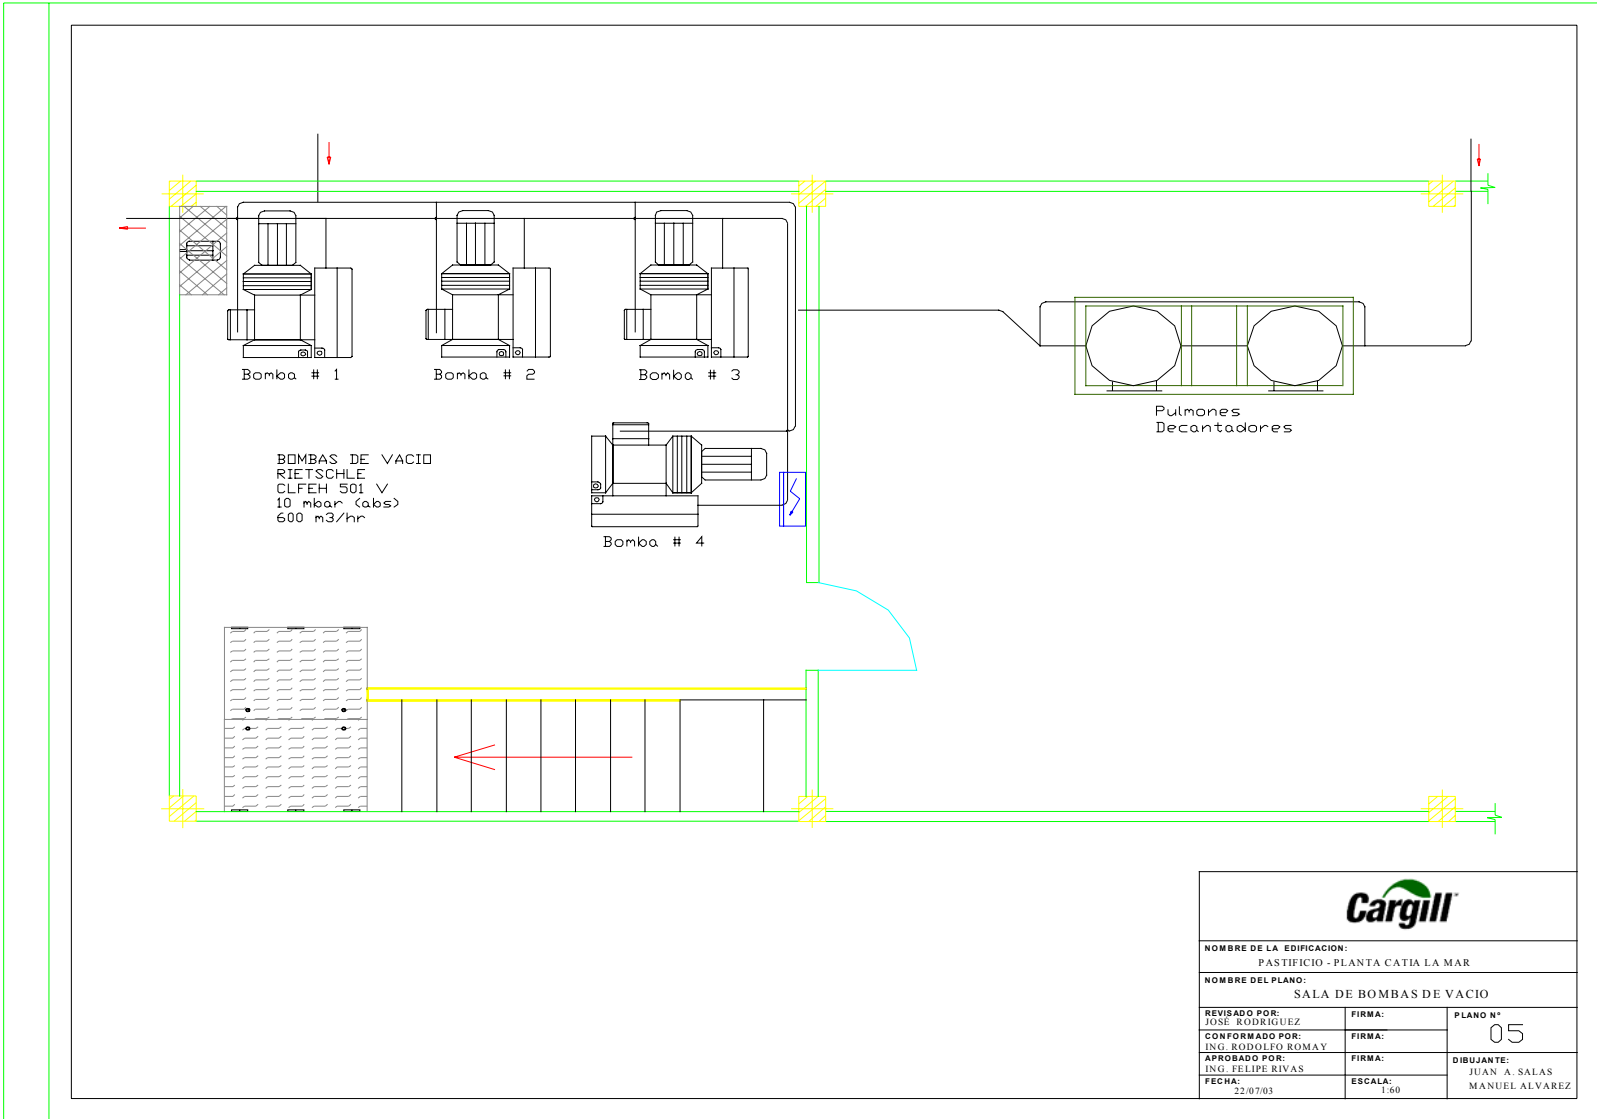 Bomba # 1
Bomba # 2
Bomba # 3
Pulmones
Decantadores
BOMBAS DE VACIO
RIETSCHLE
CLFEH 501 V
10 mbar (abs)
600 m3/hr
Bomba # 4
Cargill™
NOMBRE DE LA EDIFICACION:
PASTIFICIO - PLANTA CATIA LA MAR
NOMBRE DEL PLANO:
SALA DE BOMBAS DE VACIO
REVISADO POR:
JOSÉ RODRIGUEZ
FIRMA:
PLANO Nº
05
CONFORMADO POR:
ING. RODOLFO ROMAY
FIRMA:
APROBADO POR:
ING. FELIPE RIVAS
FIRMA:
DIBUJANTE:
JUAN A. SALAS
MANUEL ALVAREZ
FECHA:
22/07/03
ESCALA:
1:60